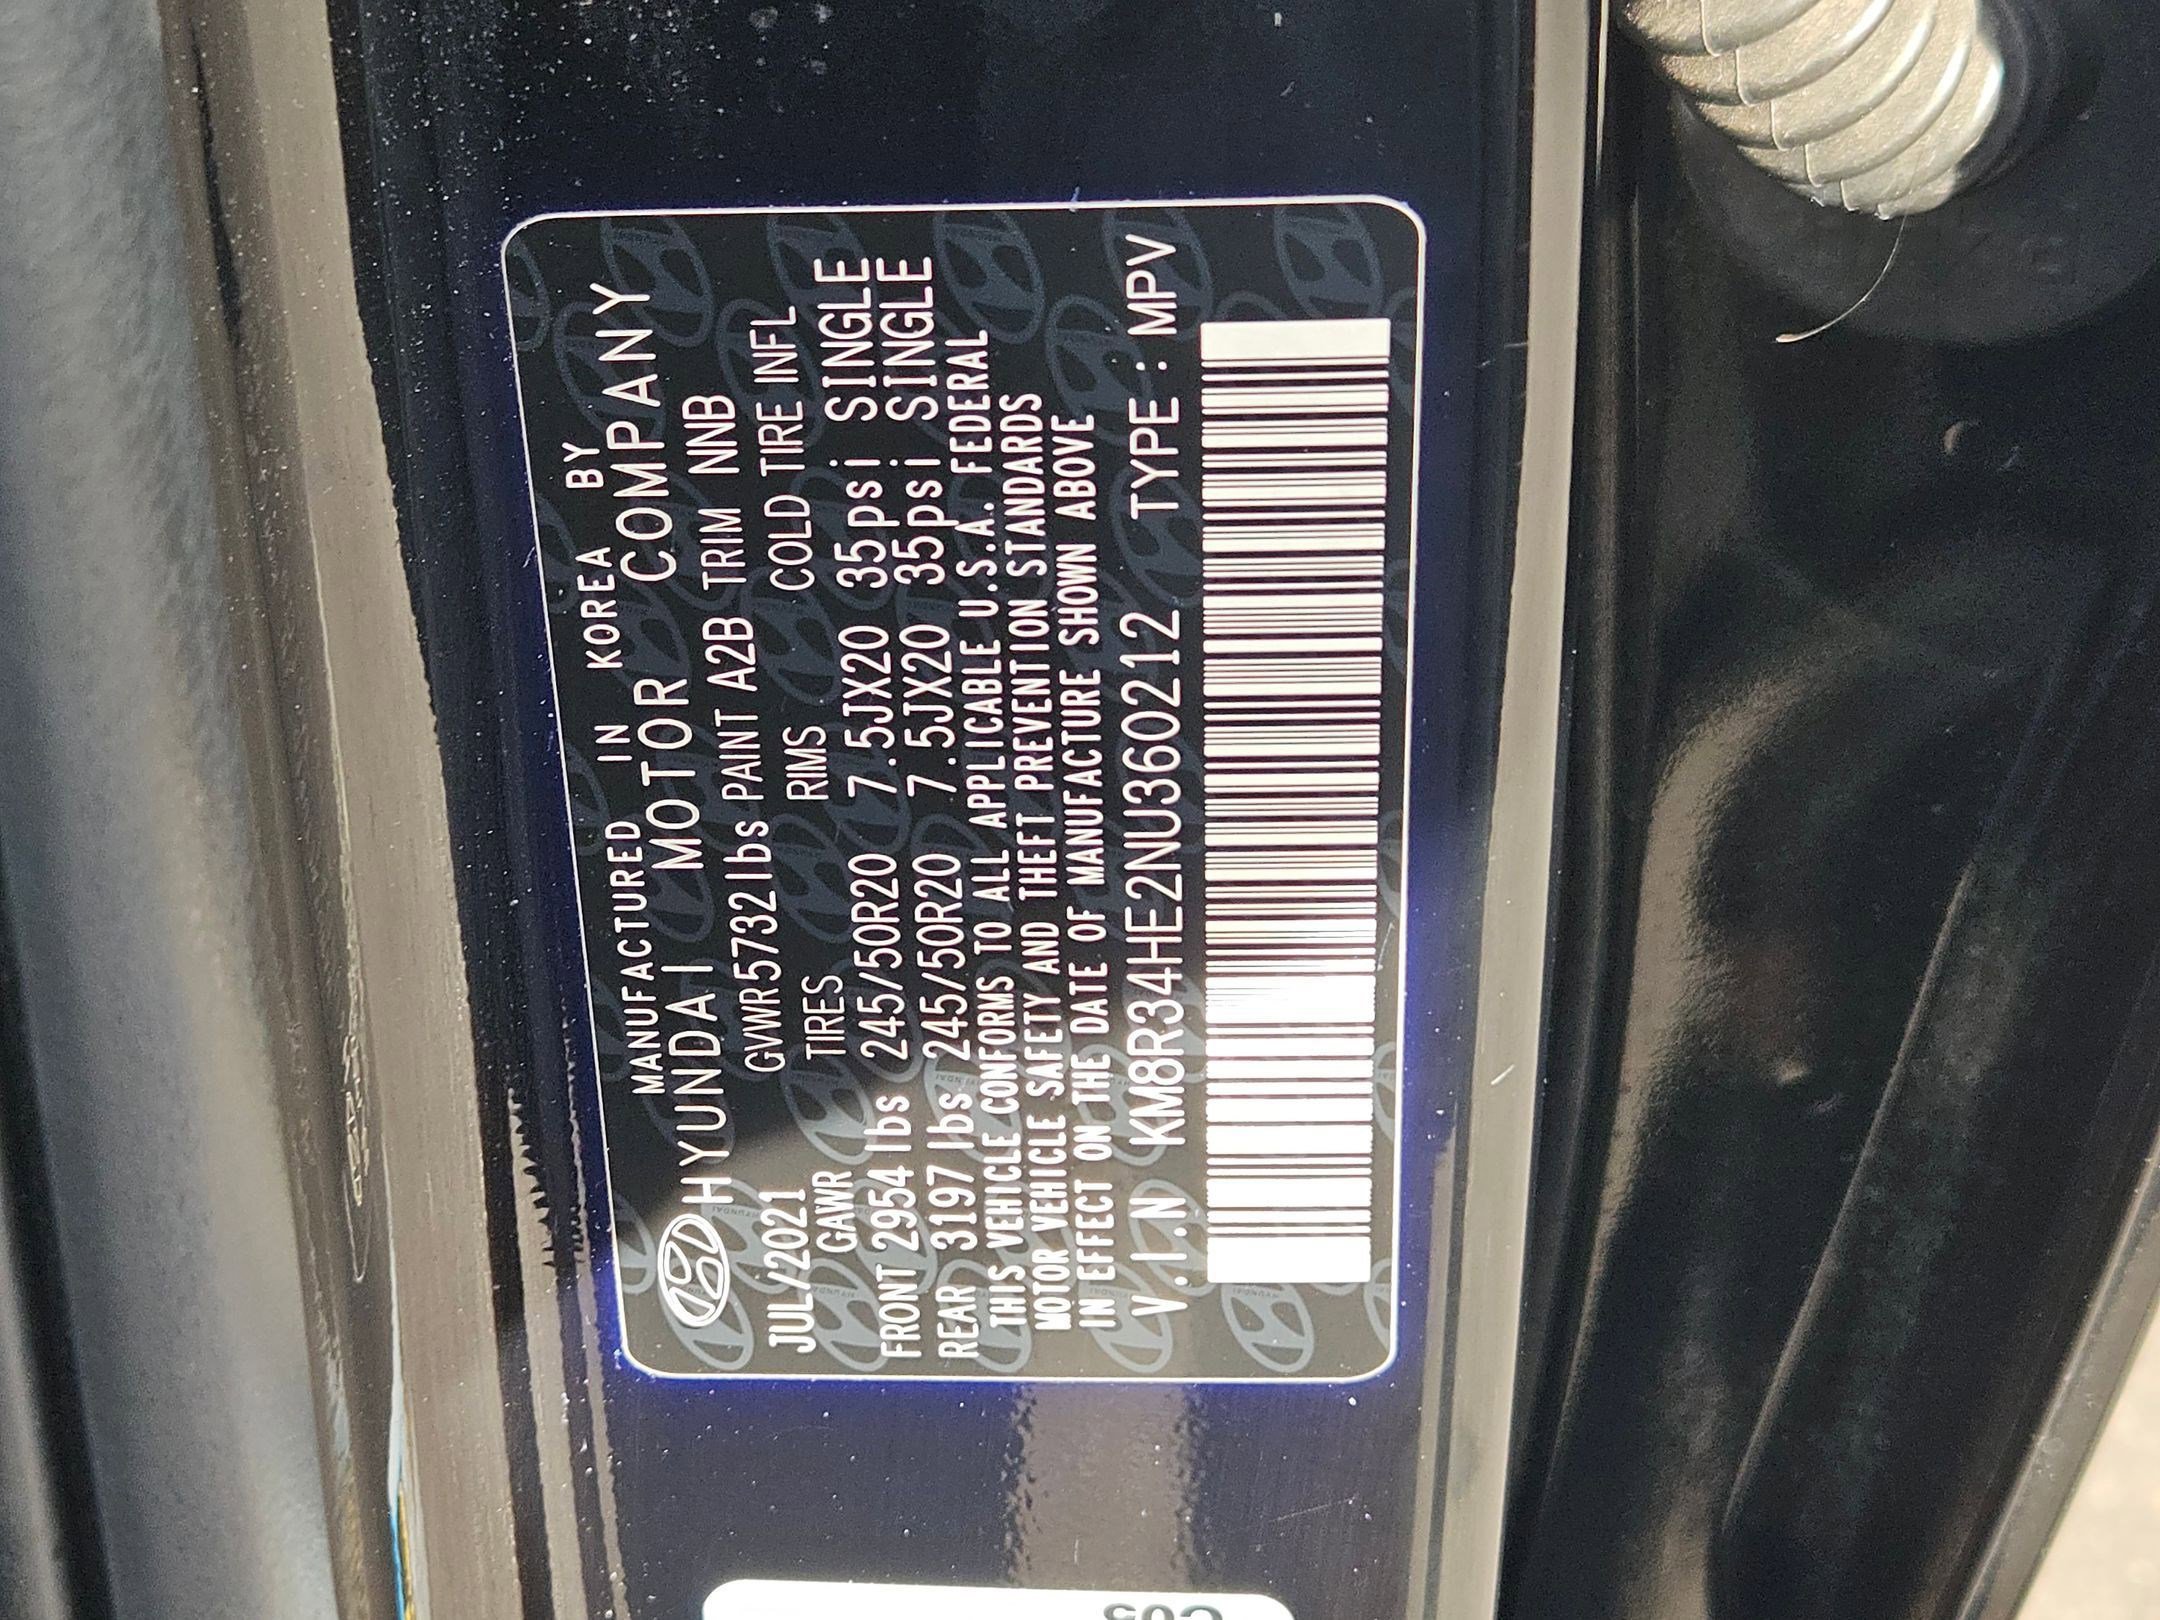 MANUFACTURED IN KOREA BY
HYUNDAI MOTOR COMPANY
JUL/2021 GVWR5732lbs PAINT A2B TRIM NNB
GAWR TIRES RIMS COLD TIRE INFL
FRONT 2954 lbs 245/50R20 7.5JX20 35psi SINGLE
REAR 3197 lbs 245/50R20 7.5JX20 35psi SINGLE
THIS VEHICLE CONFORMS TO ALL APPLICABLE U.S.A. FEDERAL
MOTOR VEHICLE SAFETY AND THEFT PREVENTION STANDARDS
IN EFFECT ON THE DATE OF MANUFACTURE SHOWN ABOVE
V.I.N KM8R34HE2NU360212 TYPE : MPV